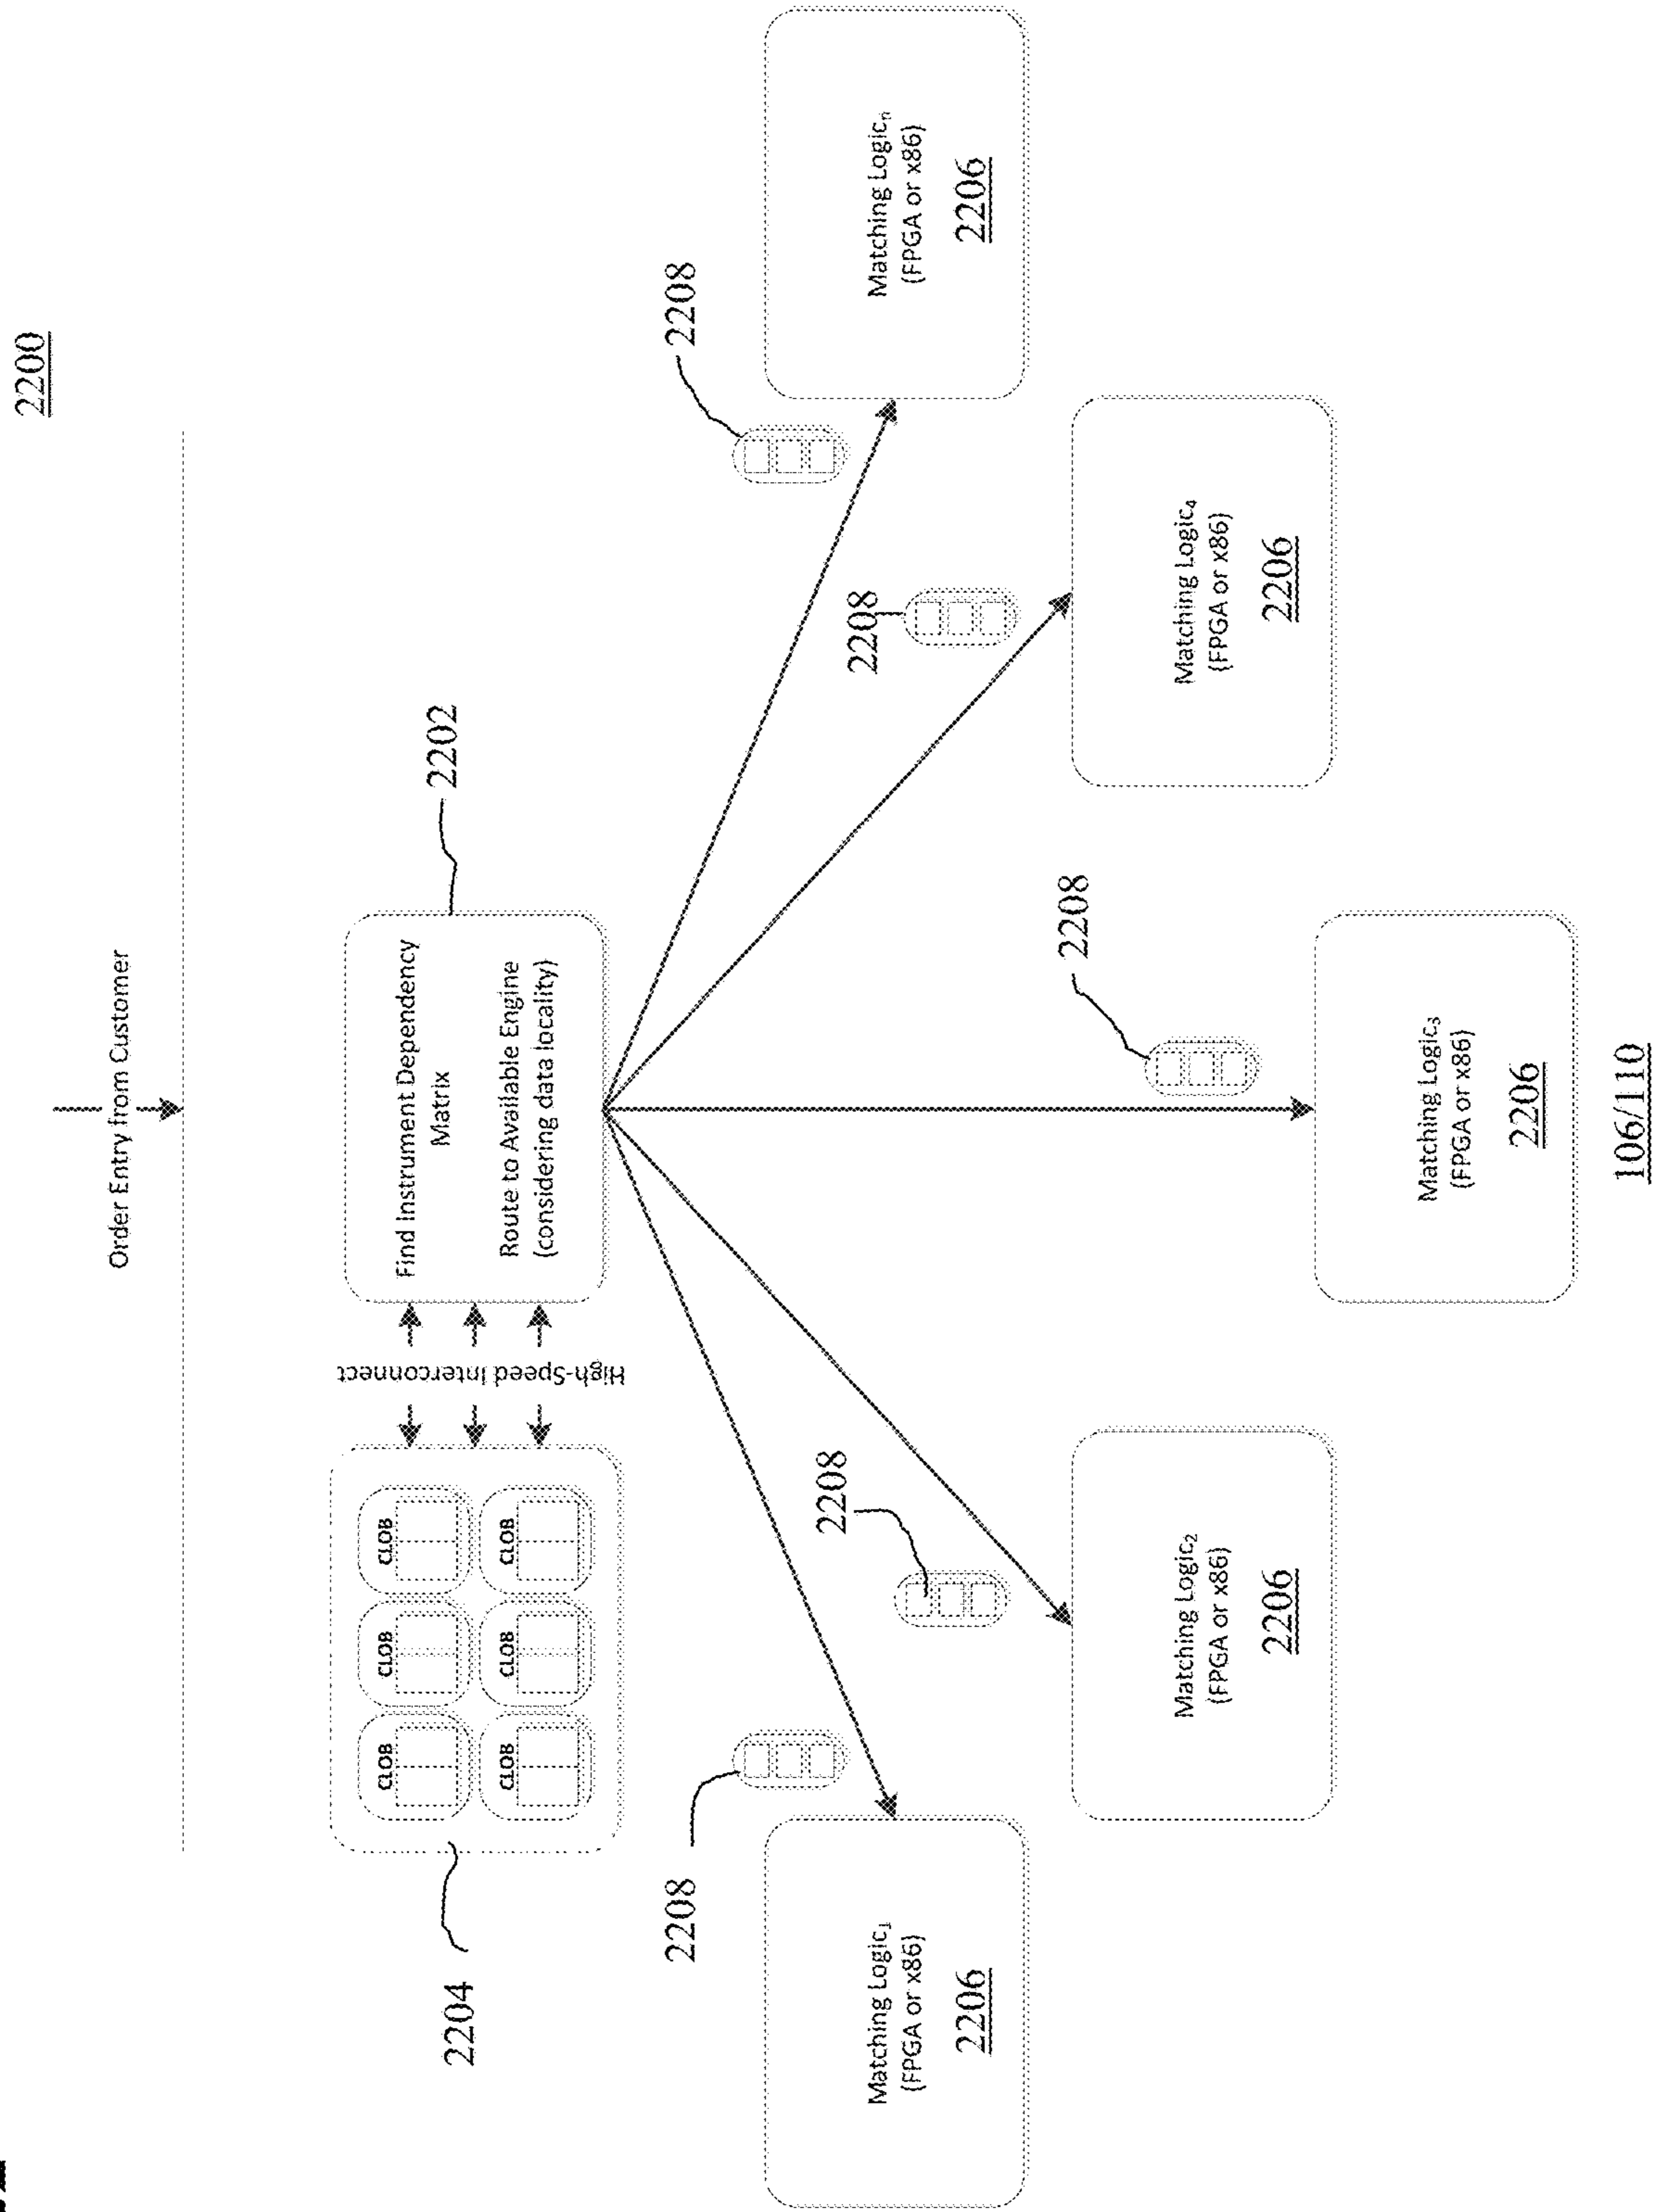 2200
Order Entry from Customer
CLOB
CLOB
CLOB
CLOB
CLOB
CLOB
High-Speed Interconnect
Find Instrument Dependency
Matrix
Route to Available Engine
(considering data locality)
2202
2204
2208
2208
2208
2208
2208
Matching Logic₁
(FPGA or x86)
2206
Matching Logic₂
(FPGA or x86)
2206
Matching Logic₃
(FPGA or x86)
2206
Matching Logic₄
(FPGA or x86)
2206
Matching Logicₙ
(FPGA or x86)
2206
106/110